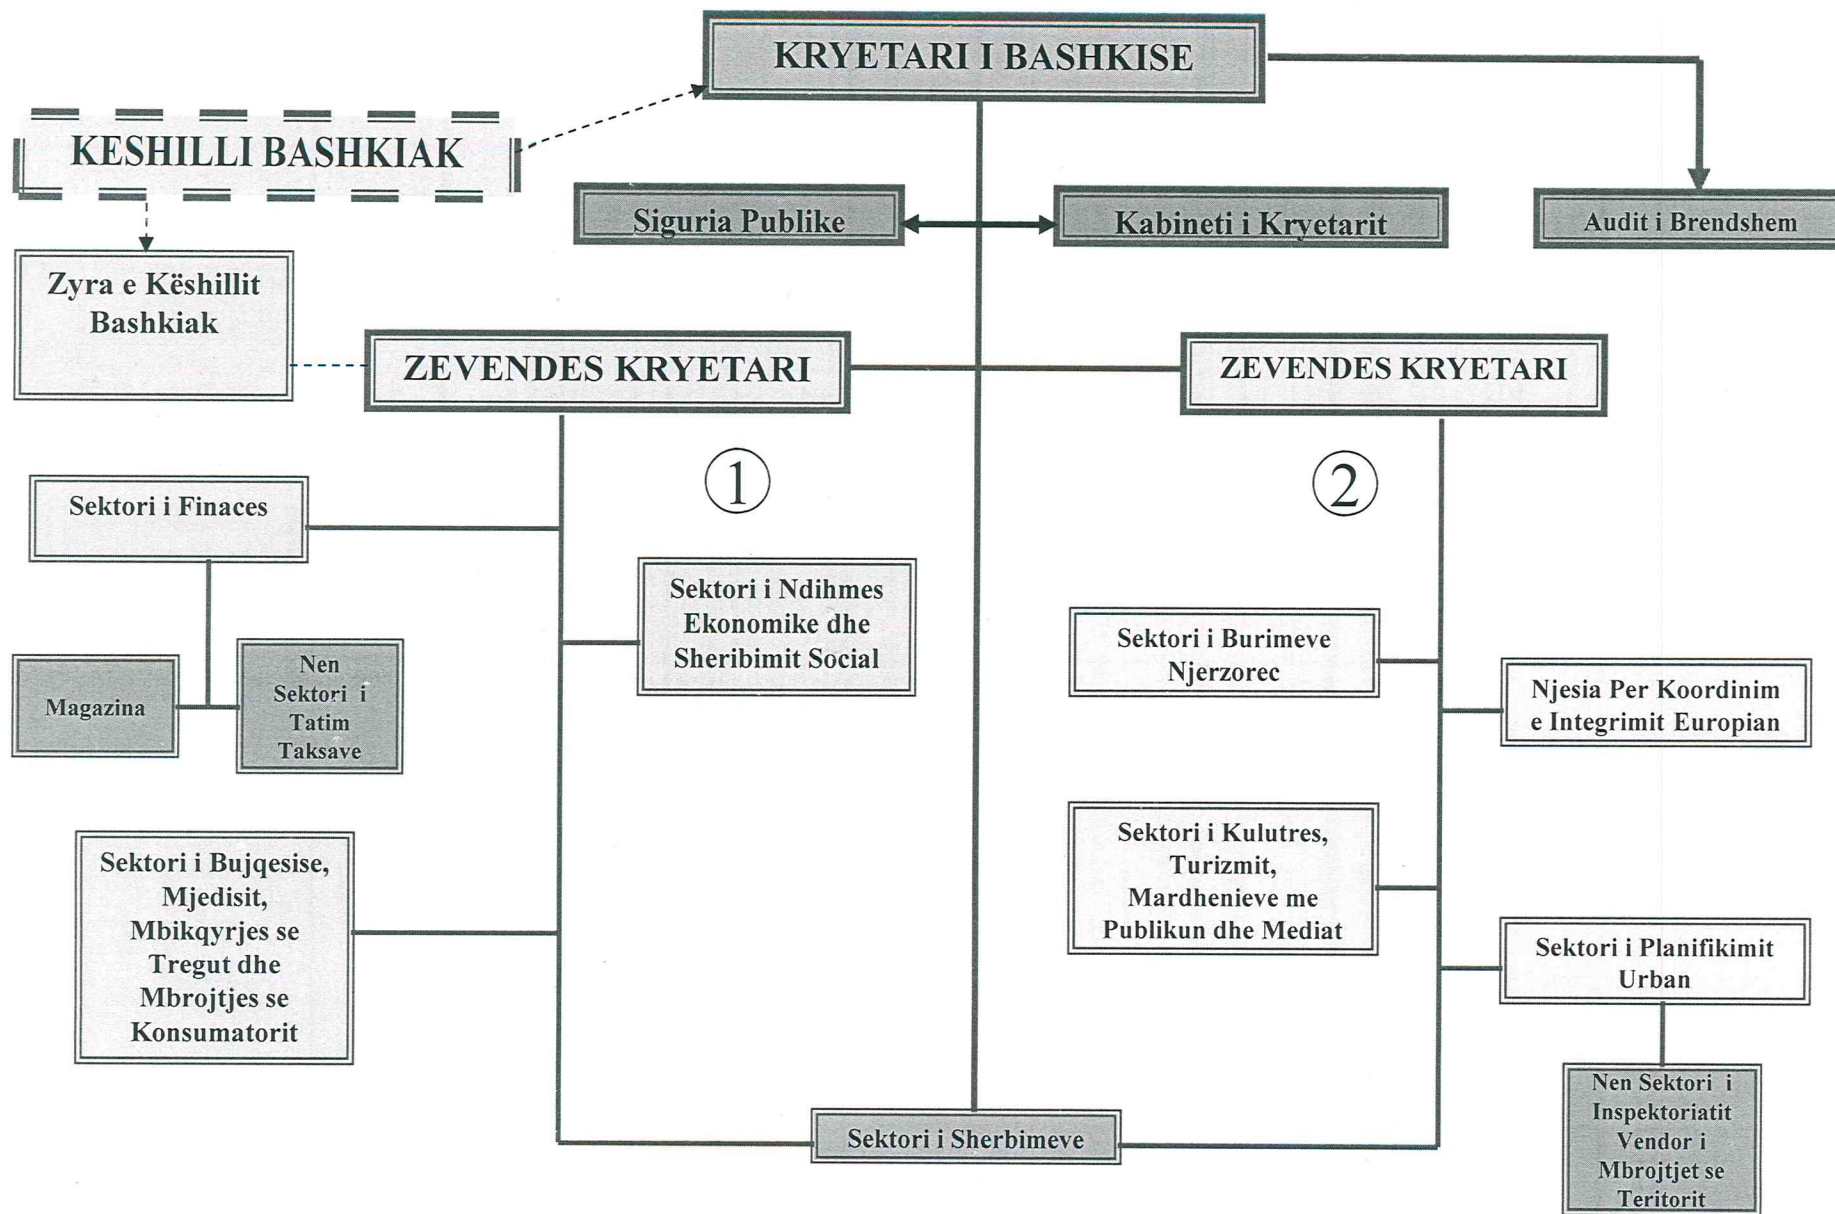 KRYETARI I BASHKISE
KESHILLI BASHKIAK
Siguria Publike
Kabineti i Kryetarit
Audit i Brendshem
Zyra e Këshillit
Bashkiak
ZEVENDES KRYETARI
ZEVENDES KRYETARI
1
2
Sektori i Finaces
Sektori i Ndihmes
Ekonomike dhe
Sheribimit Social
Magazina
Nen
Sektori i
Tatim
Taksave
Sektori i Burimeve
Njerzorec
Njesia Per Koordinim
e Integrimit Europian
Sektori i Bujqesise,
Mjedisit,
Mbikqyrjes se
Tregut dhe
Mbrojtjes se
Konsumatorit
Sektori i Kulutres,
Turizmit,
Mardhenieve me
Publikun dhe Mediat
Sektori i Planifikimit
Urban
Sektori i Sherbimeve
Nen Sektori i
Inspektoriatit
Vendor i
Mbrojtjet se
Teritorit